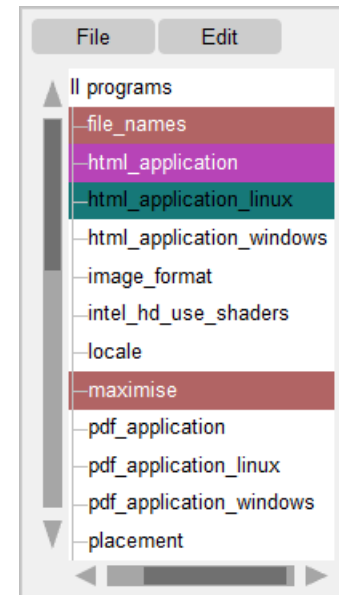 File Edit
ll programs
file_names
html_application
html_application_linux
html_application_windows
image_format
intel_hd_use_shaders
locale
maximise
pdf_application
pdf_application_linux
pdf_application_windows
placement